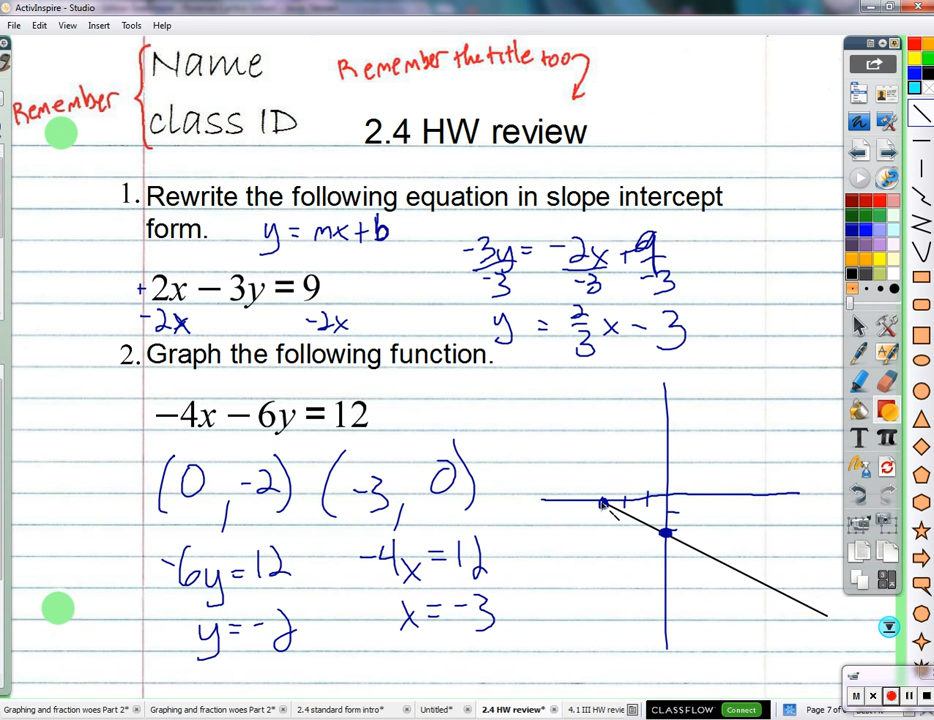 ActivInspire - Studio
File Edit View Insert Tools Help
Remember
Name
class ID
Remember the title too
2.4 HW review
1. Rewrite the following equation in slope intercept
form. y = mx + b
2x − 3y = 9
-2x -2x
-3y = -2x + 9
-3 -3 -3
y = 2/3 x - 3
2. Graph the following function.
−4x − 6y = 12
(0, -2) (-3, 0)
-6y = 12 -4x = 12
y = -2 x = -3
Graphing and fraction woes Part 2* Graphing and fraction woes Part 2* 2.4 standard form intro* Untitled* 2.4 HW review* 4.1 III HW revie CLASSFLOW Connect Page 7 of